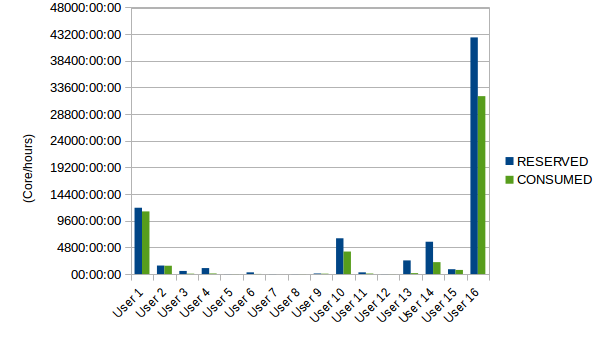 48000:00:00
43200:00:00
38400:00:00
33600:00:00
28800:00:00
24000:00:00
19200:00:00
14400:00:00
9600:00:00
4800:00:00
00:00:00
(Core/hours)
User 1
User 2
User 3
User 4
User 5
User 6
User 7
User 8
User 9
User 10
User 11
User 12
User 13
User 14
User 15
User 16
RESERVED
CONSUMED